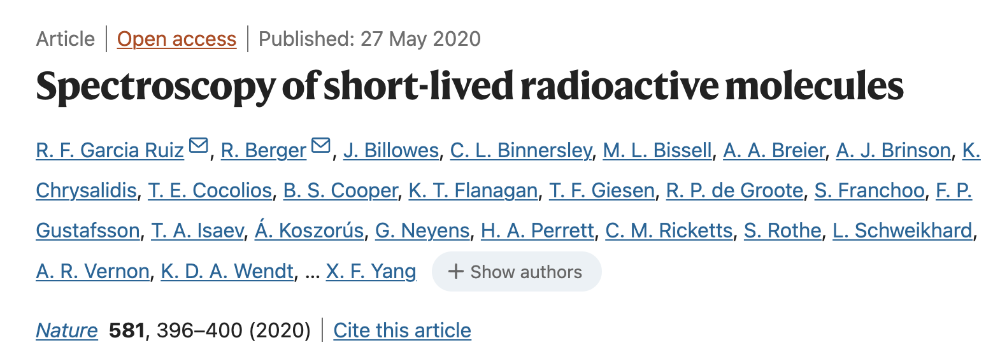 Article | Open access | Published: 27 May 2020
Spectroscopy of short-lived radioactive molecules
R. F. Garcia Ruiz, R. Berger, J. Billowes, C. L. Binnersley, M. L. Bissell, A. A. Breier, A. J. Brinson, K.
Chrysalidis, T. E. Cocolios, B. S. Cooper, K. T. Flanagan, T. F. Giesen, R. P. de Groote, S. Franchoo, F. P.
Gustafsson, T. A. Isaev, Á. Koszorús, G. Neyens, H. A. Perrett, C. M. Ricketts, S. Rothe, L. Schweikhard,
A. R. Vernon, K. D. A. Wendt, ... X. F. Yang + Show authors
Nature 581, 396–400 (2020) | Cite this article